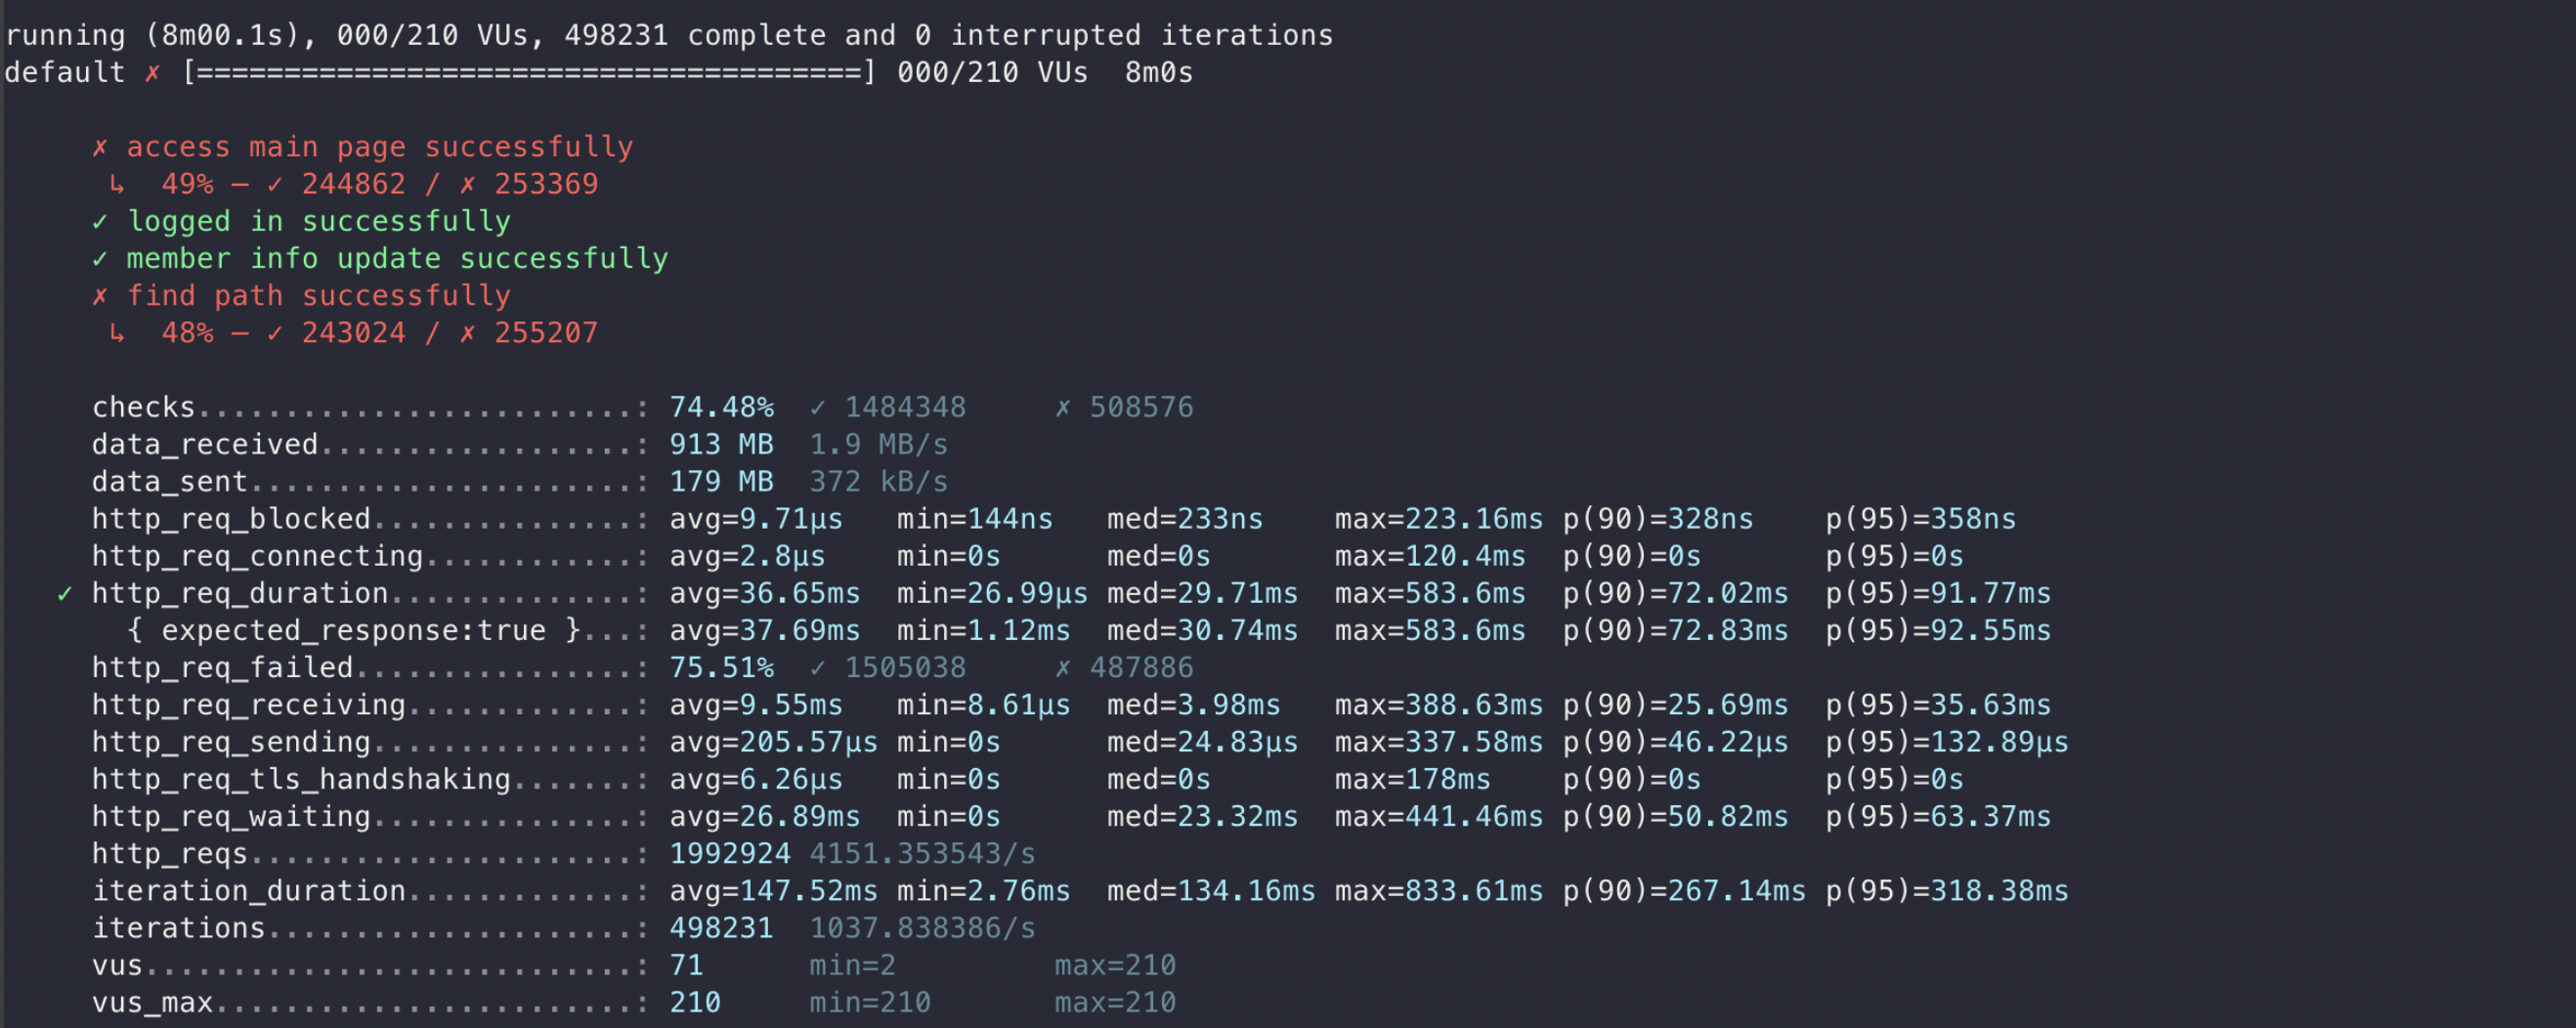 running (8m00.1s), 000/210 VUs, 498231 complete and 0 interrupted iterations
default ✗ [======================================] 000/210 VUs  8m0s
✗ access main page successfully
↳  49% — ✓ 244862 / ✗ 253369
✓ logged in successfully
✓ member info update successfully
✗ find path successfully
↳  48% — ✓ 243024 / ✗ 255207
checks.........................: 74.48%  ✓ 1484348     ✗ 508576
data_received..................: 913 MB  1.9 MB/s
data_sent......................: 179 MB  372 kB/s
http_req_blocked...............: avg=9.71µs   min=144ns   med=233ns    max=223.16ms p(90)=328ns    p(95)=358ns
http_req_connecting............: avg=2.8µs    min=0s      med=0s       max=120.4ms  p(90)=0s       p(95)=0s
✓ http_req_duration..............: avg=36.65ms  min=26.99µs med=29.71ms  max=583.6ms  p(90)=72.02ms  p(95)=91.77ms
{ expected_response:true }...: avg=37.69ms  min=1.12ms  med=30.74ms  max=583.6ms  p(90)=72.83ms  p(95)=92.55ms
http_req_failed................: 75.51%  ✓ 1505038     ✗ 487886
http_req_receiving.............: avg=9.55ms   min=8.61µs  med=3.98ms   max=388.63ms p(90)=25.69ms  p(95)=35.63ms
http_req_sending...............: avg=205.57µs min=0s      med=24.83µs  max=337.58ms p(90)=46.22µs  p(95)=132.89µs
http_req_tls_handshaking.......: avg=6.26µs   min=0s      med=0s       max=178ms    p(90)=0s       p(95)=0s
http_req_waiting...............: avg=26.89ms  min=0s      med=23.32ms  max=441.46ms p(90)=50.82ms  p(95)=63.37ms
http_reqs......................: 1992924 4151.353543/s
iteration_duration.............: avg=147.52ms min=2.76ms  med=134.16ms max=833.61ms p(90)=267.14ms p(95)=318.38ms
iterations.....................: 498231  1037.838386/s
vus............................: 71      min=2         max=210
vus_max........................: 210     min=210       max=210